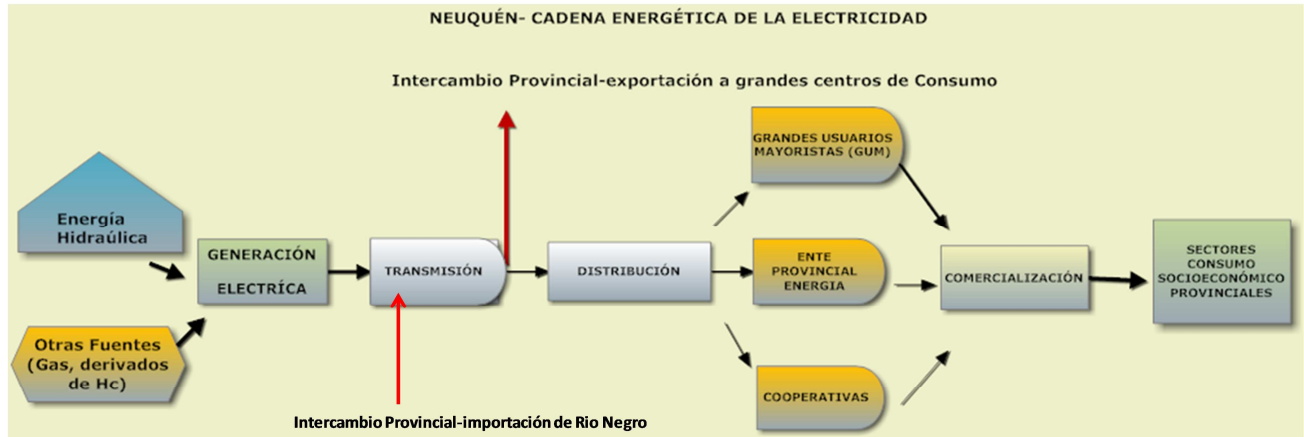 NEUQUÉN- CADENA ENERGÉTICA DE LA ELECTRICIDAD
Intercambio Provincial-exportación a grandes centros de Consumo
GRANDES USUARIOS
MAYORISTAS (GUM)
Energía
Hidraúlica
GENERACIÓN
ELECTRÍCA
TRANSMISIÓN
DISTRIBUCIÓN
ENTE
PROVINCIAL
ENERGIA
COMERCIALIZACIÓN
SECTORES
CONSUMO
SOCIOECONÓMICO
PROVINCIALES
Otras Fuentes
(Gas, derivados
de Hc)
COOPERATIVAS
Intercambio Provincial-importación de Rio Negro